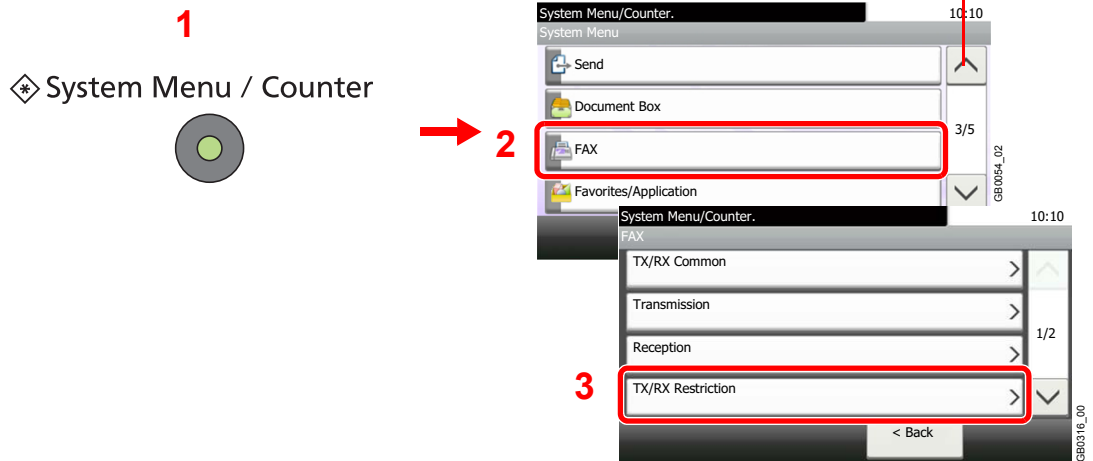 1
System Menu / Counter
2
System Menu/Counter.
10:10
System Menu
Send
Document Box
3/5
FAX
Favorites/Application
GB0054_02
3
System Menu/Counter.
10:10
FAX
TX/RX Common
Transmission
1/2
Reception
TX/RX Restriction
< Back
GB0316_00